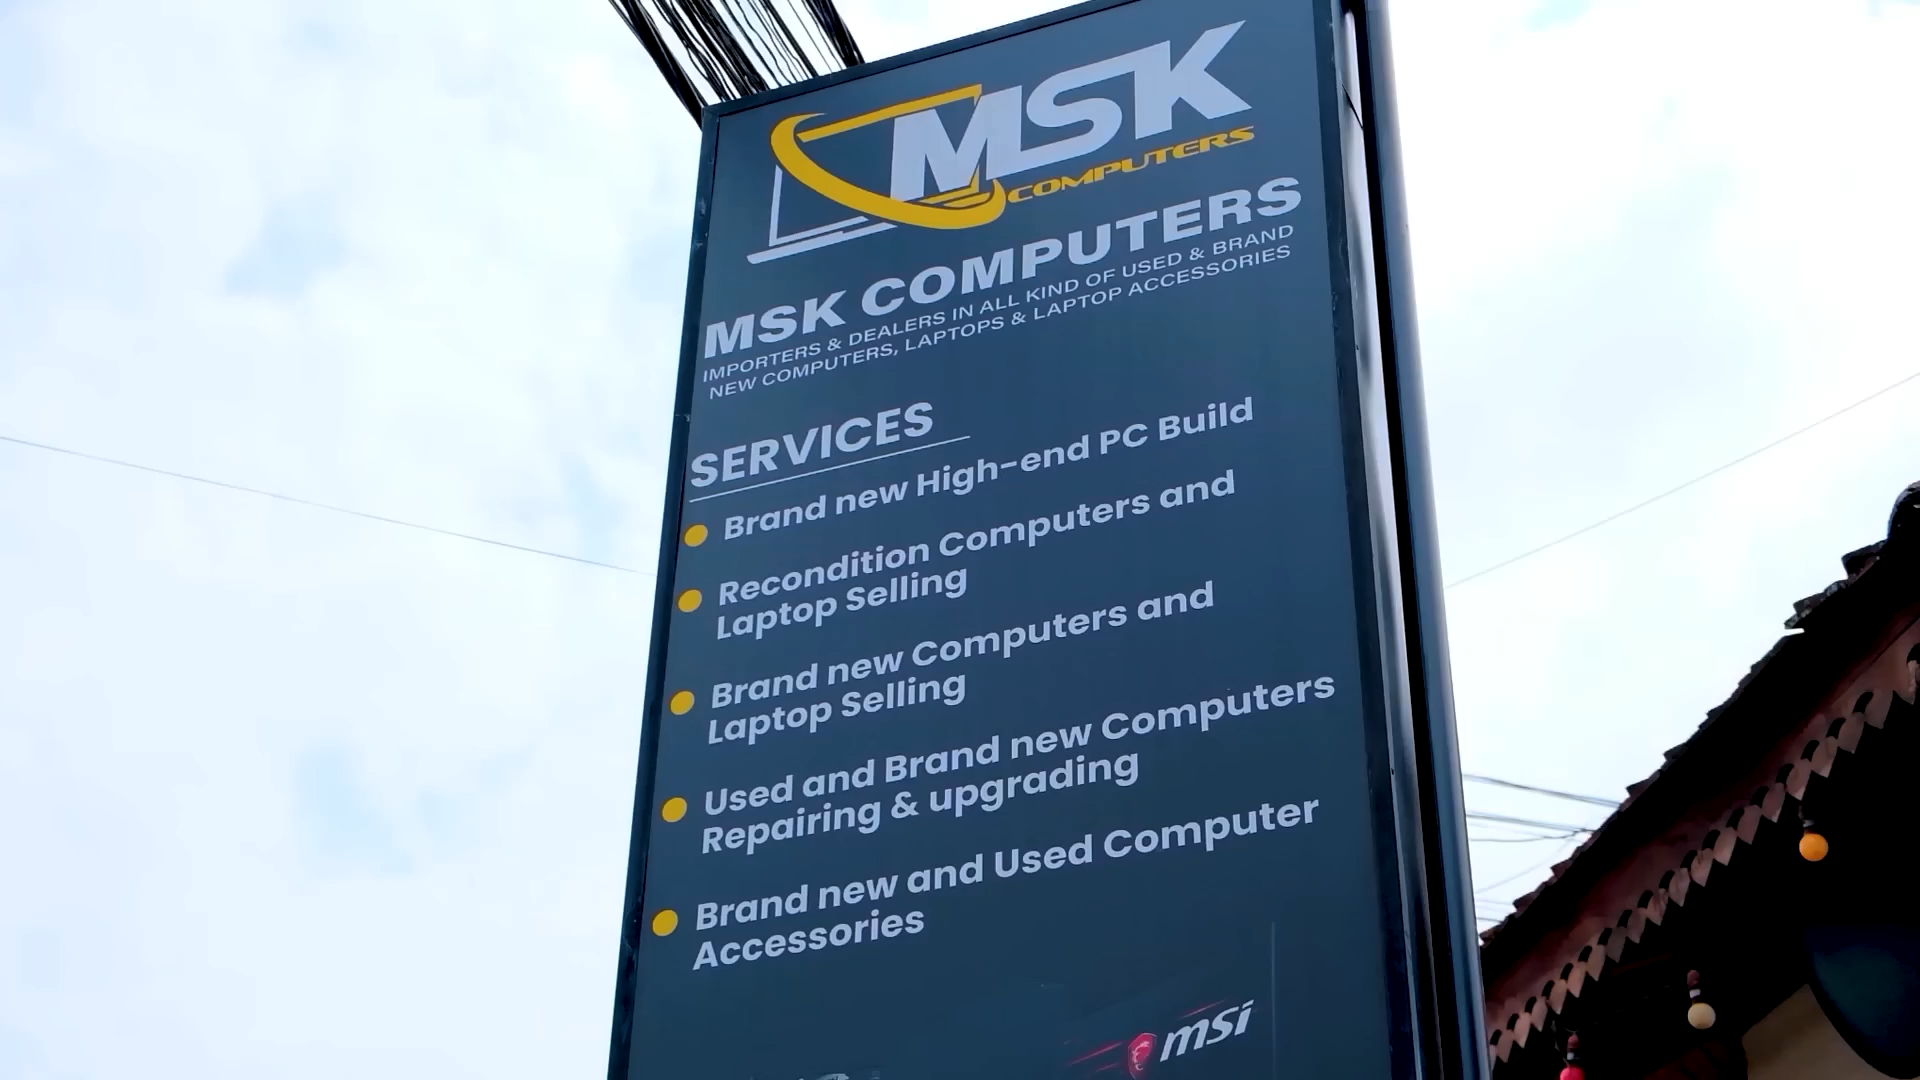 MSK
COMPUTERS
MSK COMPUTERS
IMPORTERS & DEALERS IN ALL KIND OF USED & BRAND
NEW COMPUTERS, LAPTOPS & LAPTOP ACCESSORIES
SERVICES
Brand new High-end PC Build
Recondition Computers and
Laptop Selling
Brand new Computers and
Laptop Selling
Used and Brand new Computers
Repairing & upgrading
Brand new and Used Computer
Accessories
msi